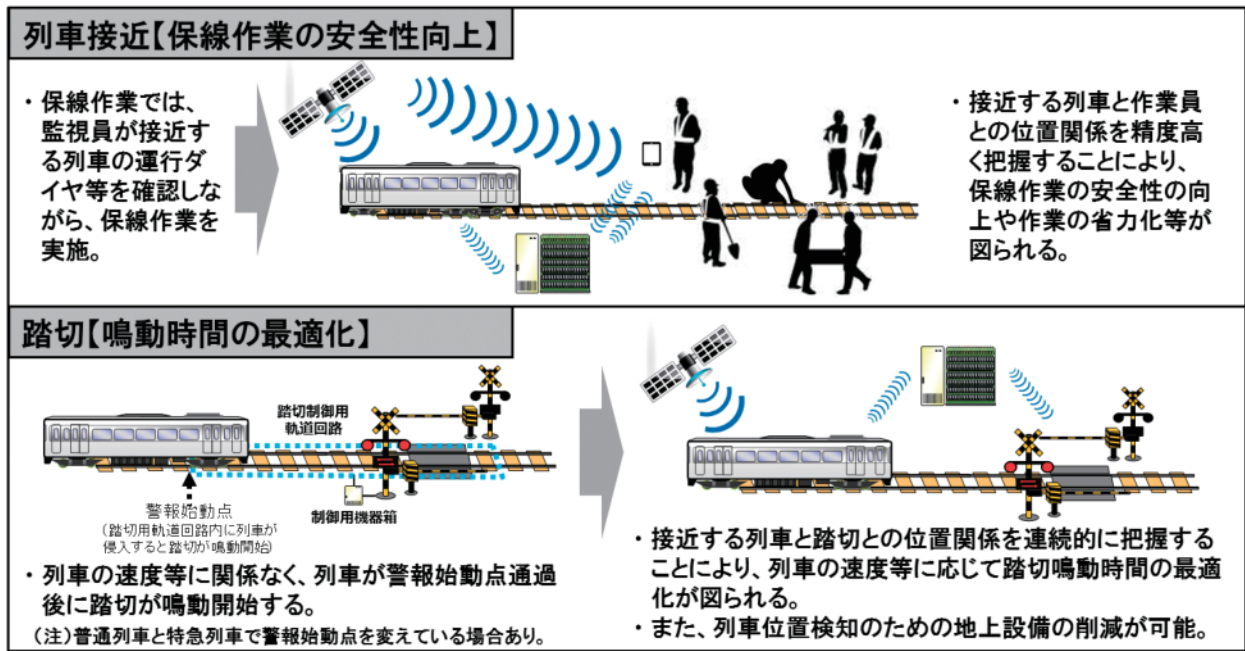 列車接近【保線作業の安全性向上】
・ 保線作業では、
監視員が接近す
る列車の運行ダ
イヤ等を確認しな
がら、保線作業を
実施。
・ 接近する列車と作業員
との位置関係を精度高
く把握することにより、
保線作業の安全性の向
上や作業の省力化等が
図られる。
踏切【鳴動時間の最適化】
踏切制御用
軌道回路
警報始動点
(踏切用軌道回路内に列車が
侵入すると踏切が鳴動開始)
制御用機器箱
・ 列車の速度等に関係なく、列車が警報始動点通過
後に踏切が鳴動開始する。
(注)普通列車と特急列車で警報始動点を変えている場合あり。
・ 接近する列車と踏切との位置関係を連続的に把握する
ことにより、列車の速度等に応じて踏切鳴動時間の最適
化が図られる。
・ また、列車位置検知のための地上設備の削減が可能。